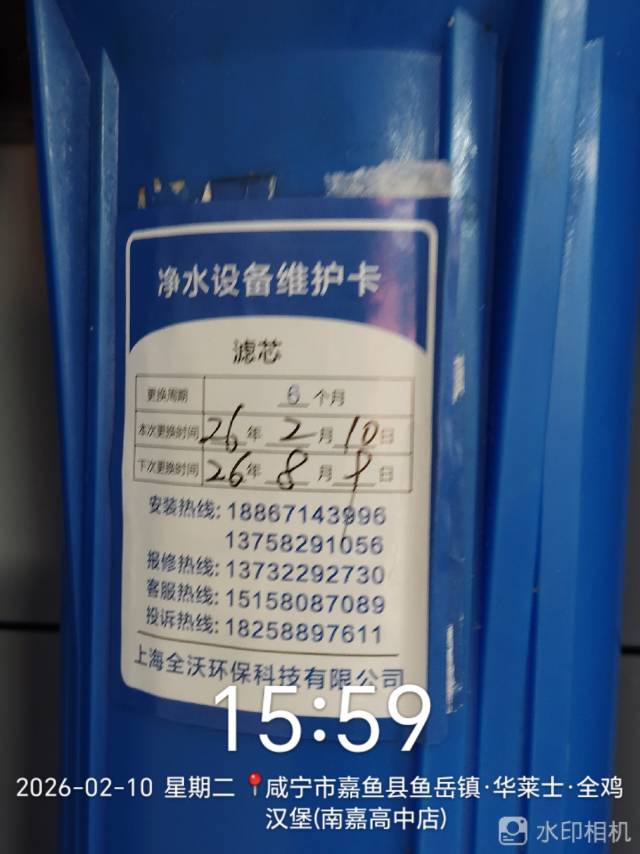 净水设备维护卡
滤芯
更换周期 6 个月
本次更换时间 26 年 2 月 10 日
下次更换时间 26 年 8 月 9 日
安装热线: 18867143996
13758291056
报修热线: 13732292730
客服热线: 15158087089
投诉热线: 18258897611
上海全沃环保科技有限公司
15:59
2026-02-10 星期二 咸宁市嘉鱼县鱼岳镇·华莱士·全鸡
汉堡(南嘉高中店)
水印相机